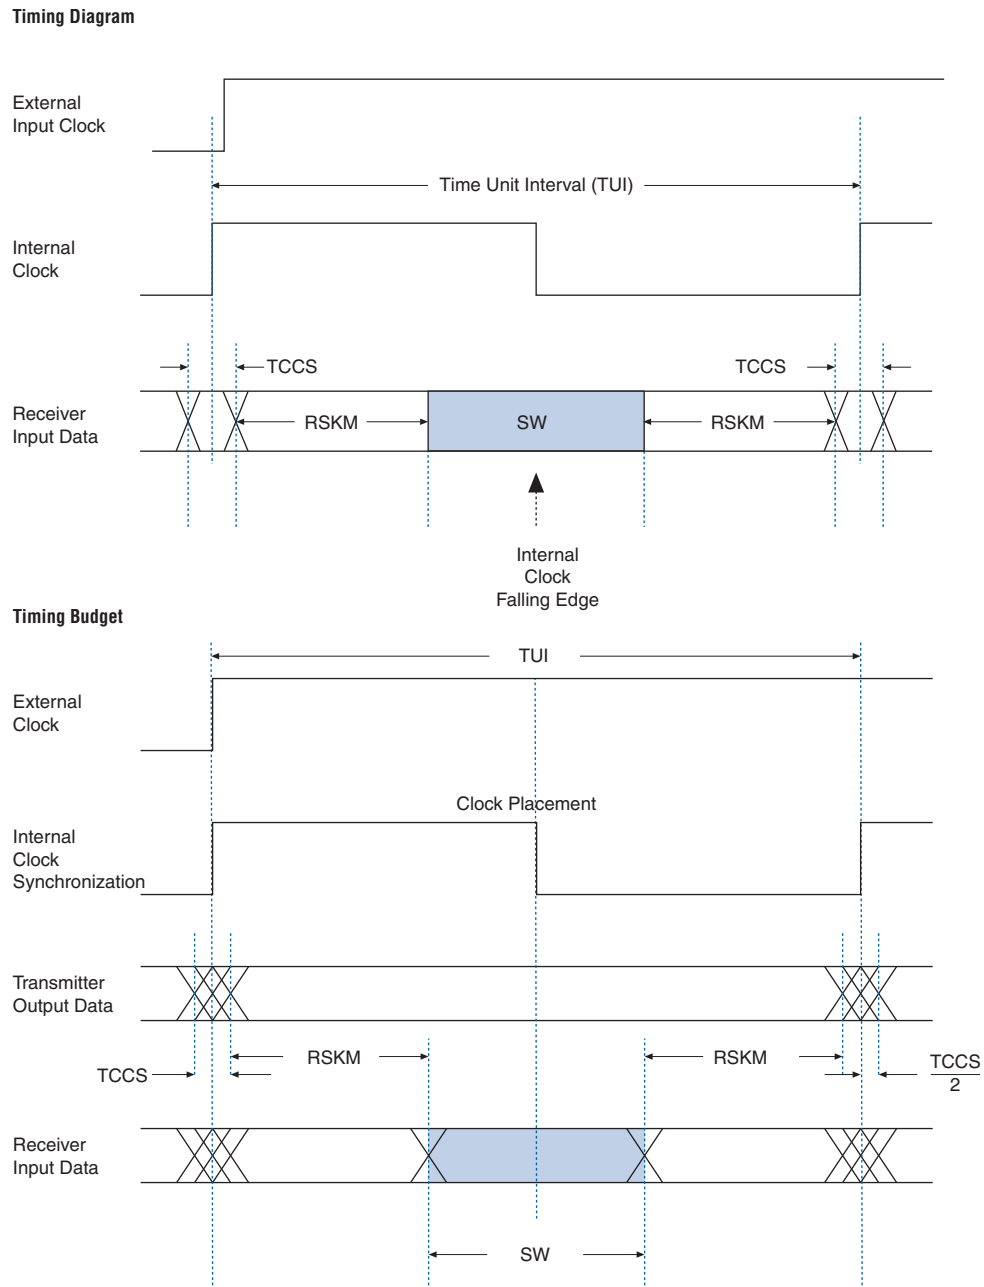 Timing Diagram
External
Input Clock
Time Unit Interval (TUI)
Internal
Clock
TCCS
TCCS
Receiver
Input Data
RSKM
SW
RSKM
Internal
Clock
Falling Edge
Timing Budget
TUI
External
Clock
Clock Placement
Internal
Clock
Synchronization
Transmitter
Output Data
RSKM
RSKM
TCCS
TCCS
2
Receiver
Input Data
SW